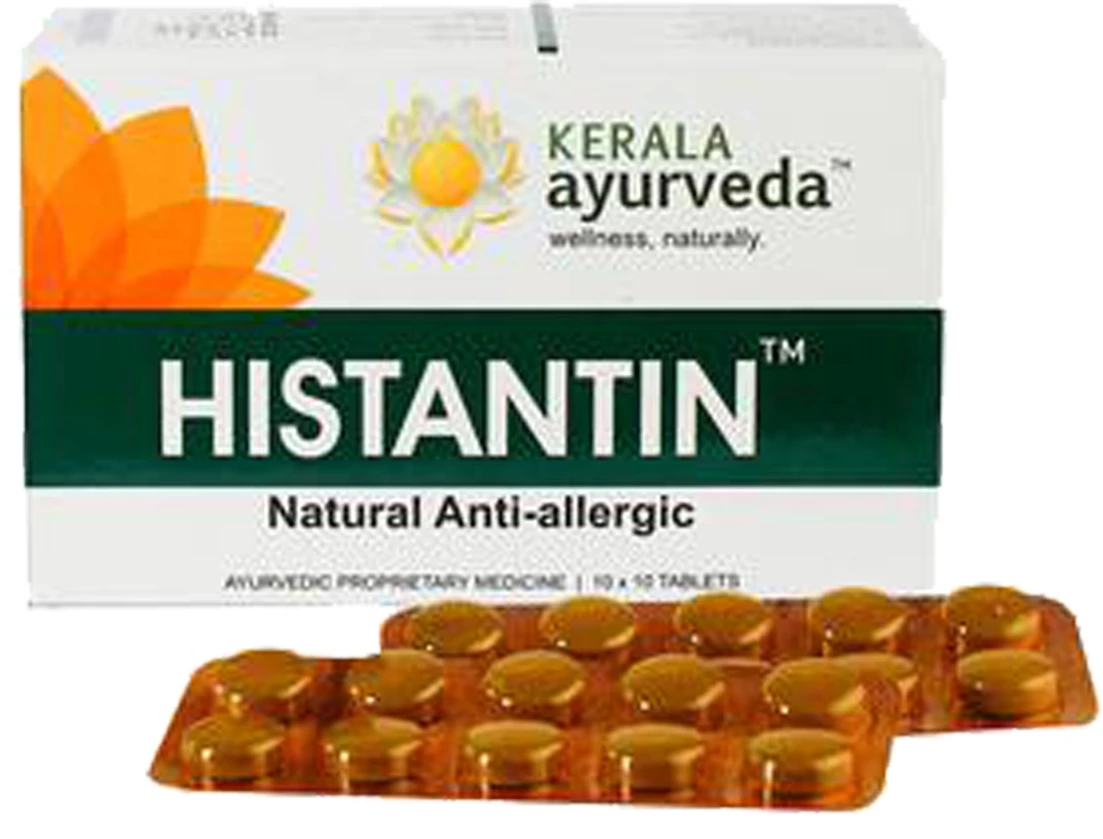 KERALA
ayurveda™
wellness, naturally.
HISTANTIN™
Natural Anti-allergic
AYURVEDIC PROPRIETARY MEDICINE | 10 x 10 TABLETS